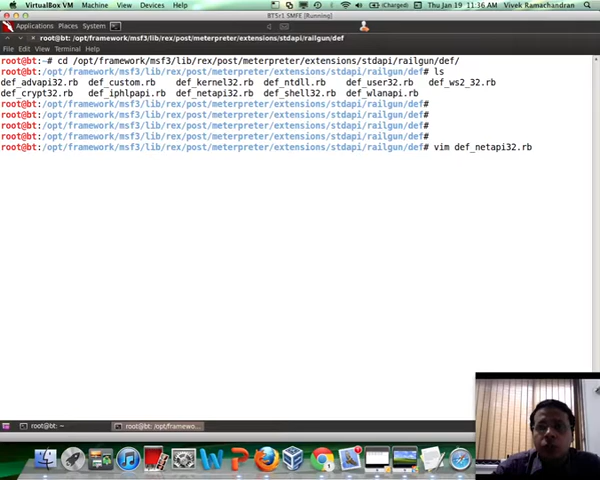 VirtualBox VM Machine View Devices Help (Charged) Thu Jan 19 11:36 AM Vivek Ramachandran
BT5r1 SMFE [Running]
Applications Places System
root@bt: /opt/framework/msf3/lib/rex/post/meterpreter/extensions/stdapi/railgun/def
File Edit View Terminal Help
root@bt:~# cd /opt/framework/msf3/lib/rex/post/meterpreter/extensions/stdapi/railgun/def/
root@bt:/opt/framework/msf3/lib/rex/post/meterpreter/extensions/stdapi/railgun/def# ls
def_advapi32.rb def_custom.rb def_kernel32.rb def_ntdll.rb def_user32.rb def_ws2_32.rb
def_crypt32.rb def_iphlpapi.rb def_netapi32.rb def_shell32.rb def_wlanapi.rb
root@bt:/opt/framework/msf3/lib/rex/post/meterpreter/extensions/stdapi/railgun/def#
root@bt:/opt/framework/msf3/lib/rex/post/meterpreter/extensions/stdapi/railgun/def#
root@bt:/opt/framework/msf3/lib/rex/post/meterpreter/extensions/stdapi/railgun/def#
root@bt:/opt/framework/msf3/lib/rex/post/meterpreter/extensions/stdapi/railgun/def#
root@bt:/opt/framework/msf3/lib/rex/post/meterpreter/extensions/stdapi/railgun/def# vim def_netapi32.rb
root@bt: ~ root@bt: /opt/framewo...